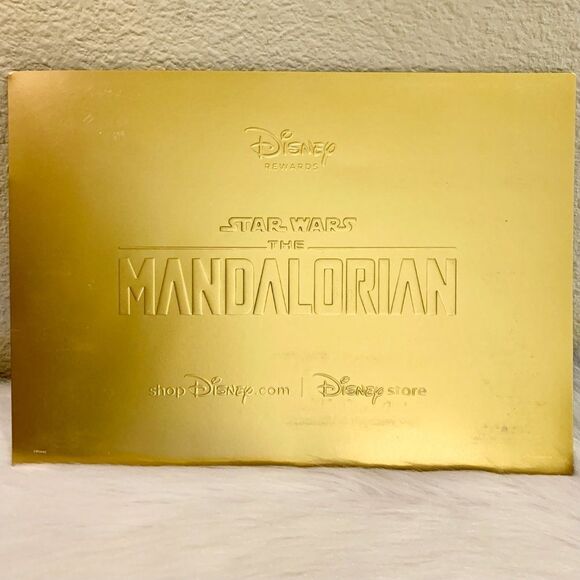 Disney
REWARDS
STAR WARS
THE
MANDALORIAN
shopDisney.com | Disney store